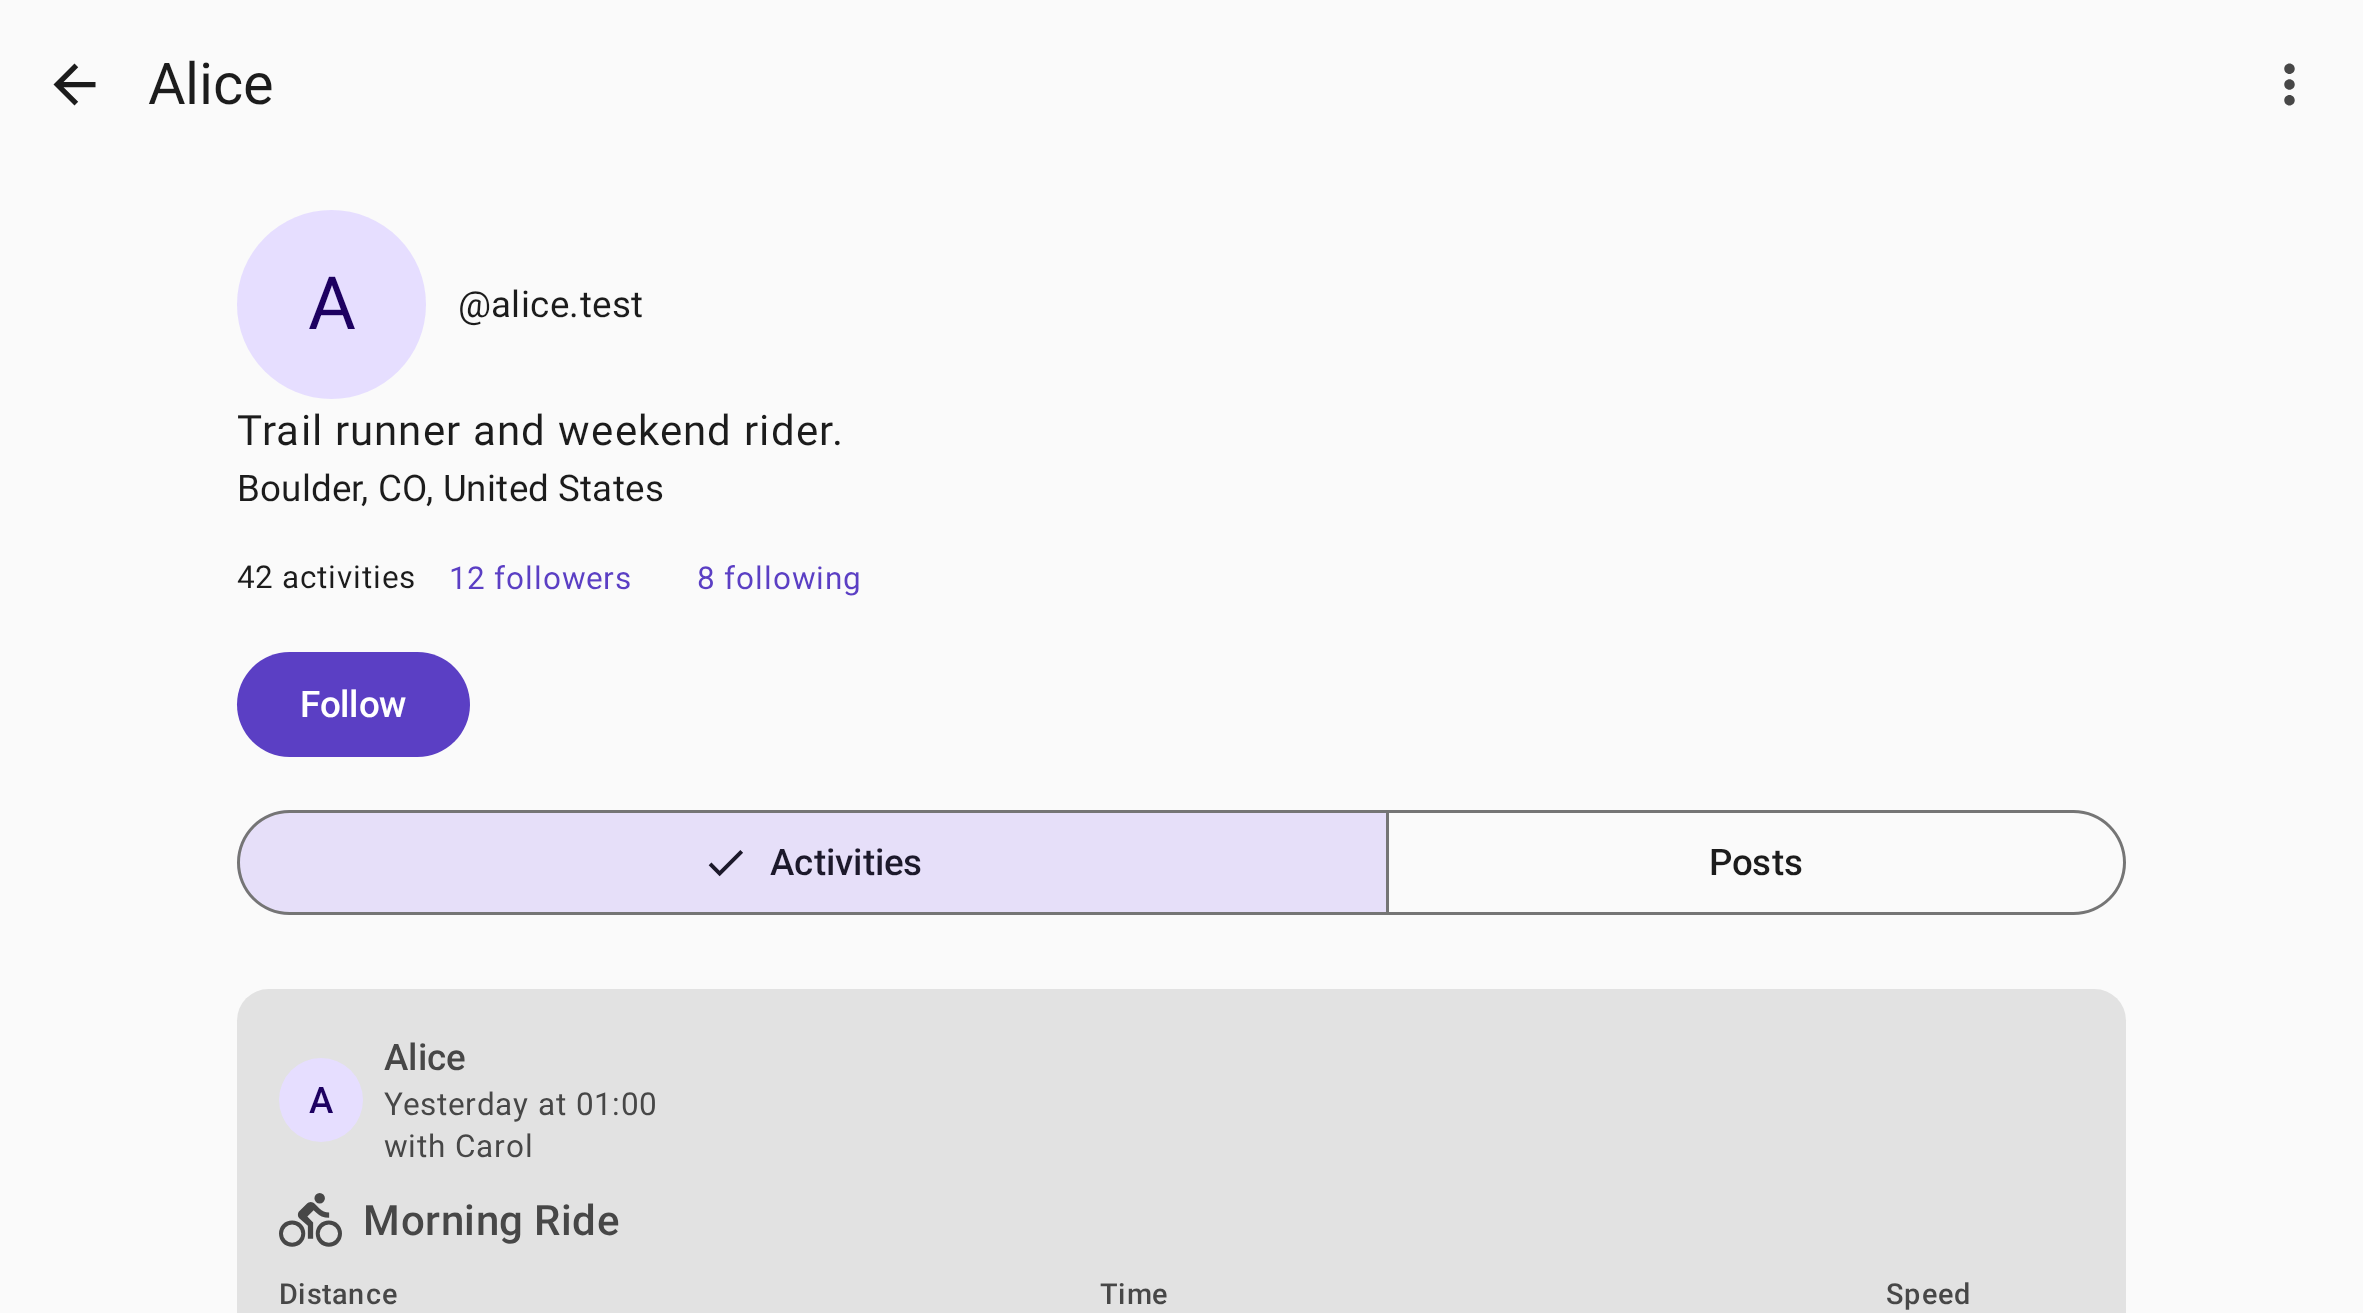 Alice
A
@alice.test
Trail runner and weekend rider.
Boulder, CO, United States
42 activities 12 followers 8 following
Follow
Activities Posts
A
Alice
Yesterday at 01:00
with Carol
Morning Ride
Distance Time Speed